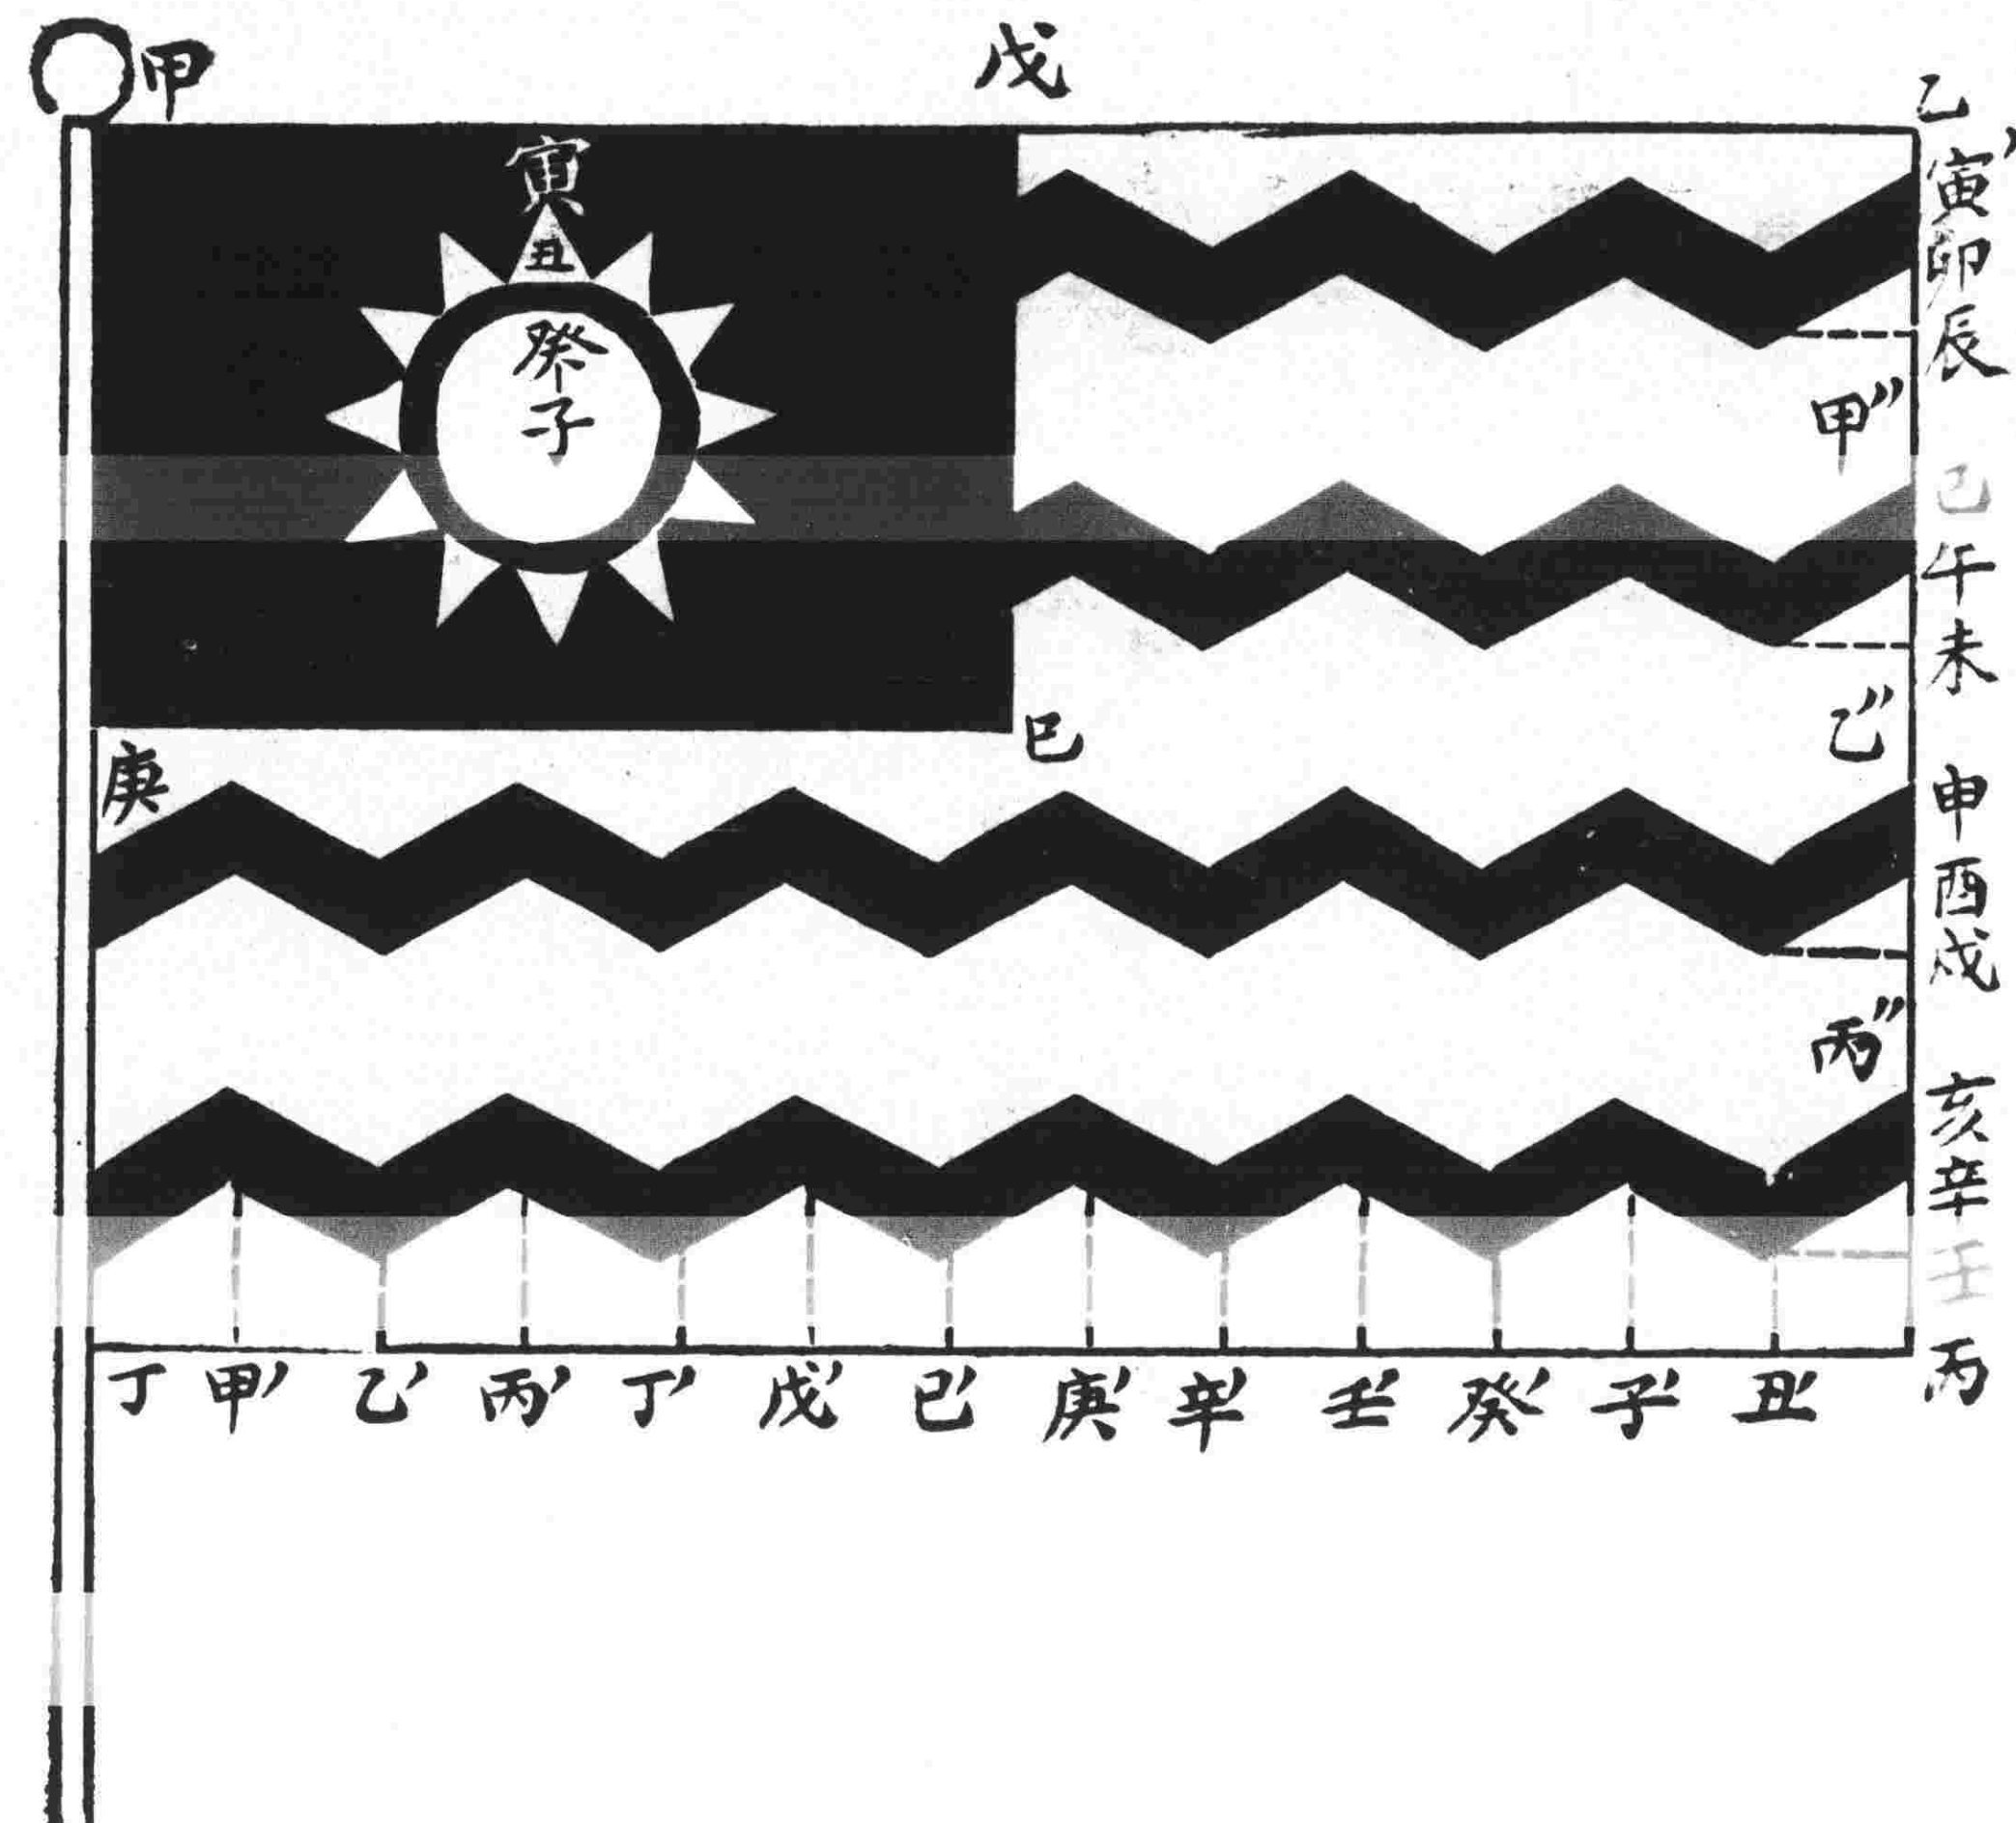 甲
戊
乙
寅
丑
癸
子
寅'
卯
辰
甲"
己
午
未
乙"
庚
巳
申
酉
戌
丙"
亥
辛
壬
丙
丁 甲' 乙' 丙' 丁' 戊' 巳' 庚' 辛' 壬' 癸' 子' 丑'